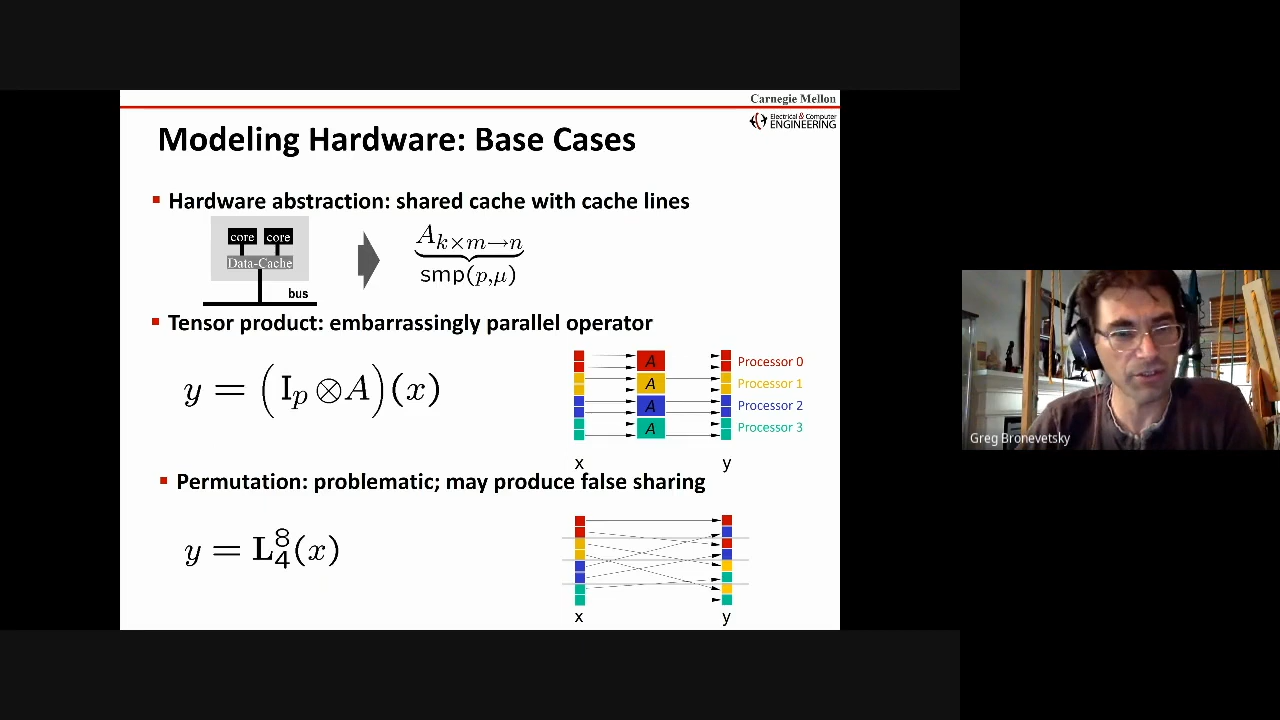 Carnegie Mellon
Electrical & Computer
ENGINEERING
Modeling Hardware: Base Cases
Hardware abstraction: shared cache with cache lines
core core
Data-Cache
bus
A_{k×m→n}
smp(p,μ)
Tensor product: embarrassingly parallel operator
y = (I_p ⊗ A)(x)
A Processor 0
A Processor 1
A Processor 2
A Processor 3
x y
Permutation: problematic; may produce false sharing
y = L^8_4(x)
x y
Greg Bronevetsky